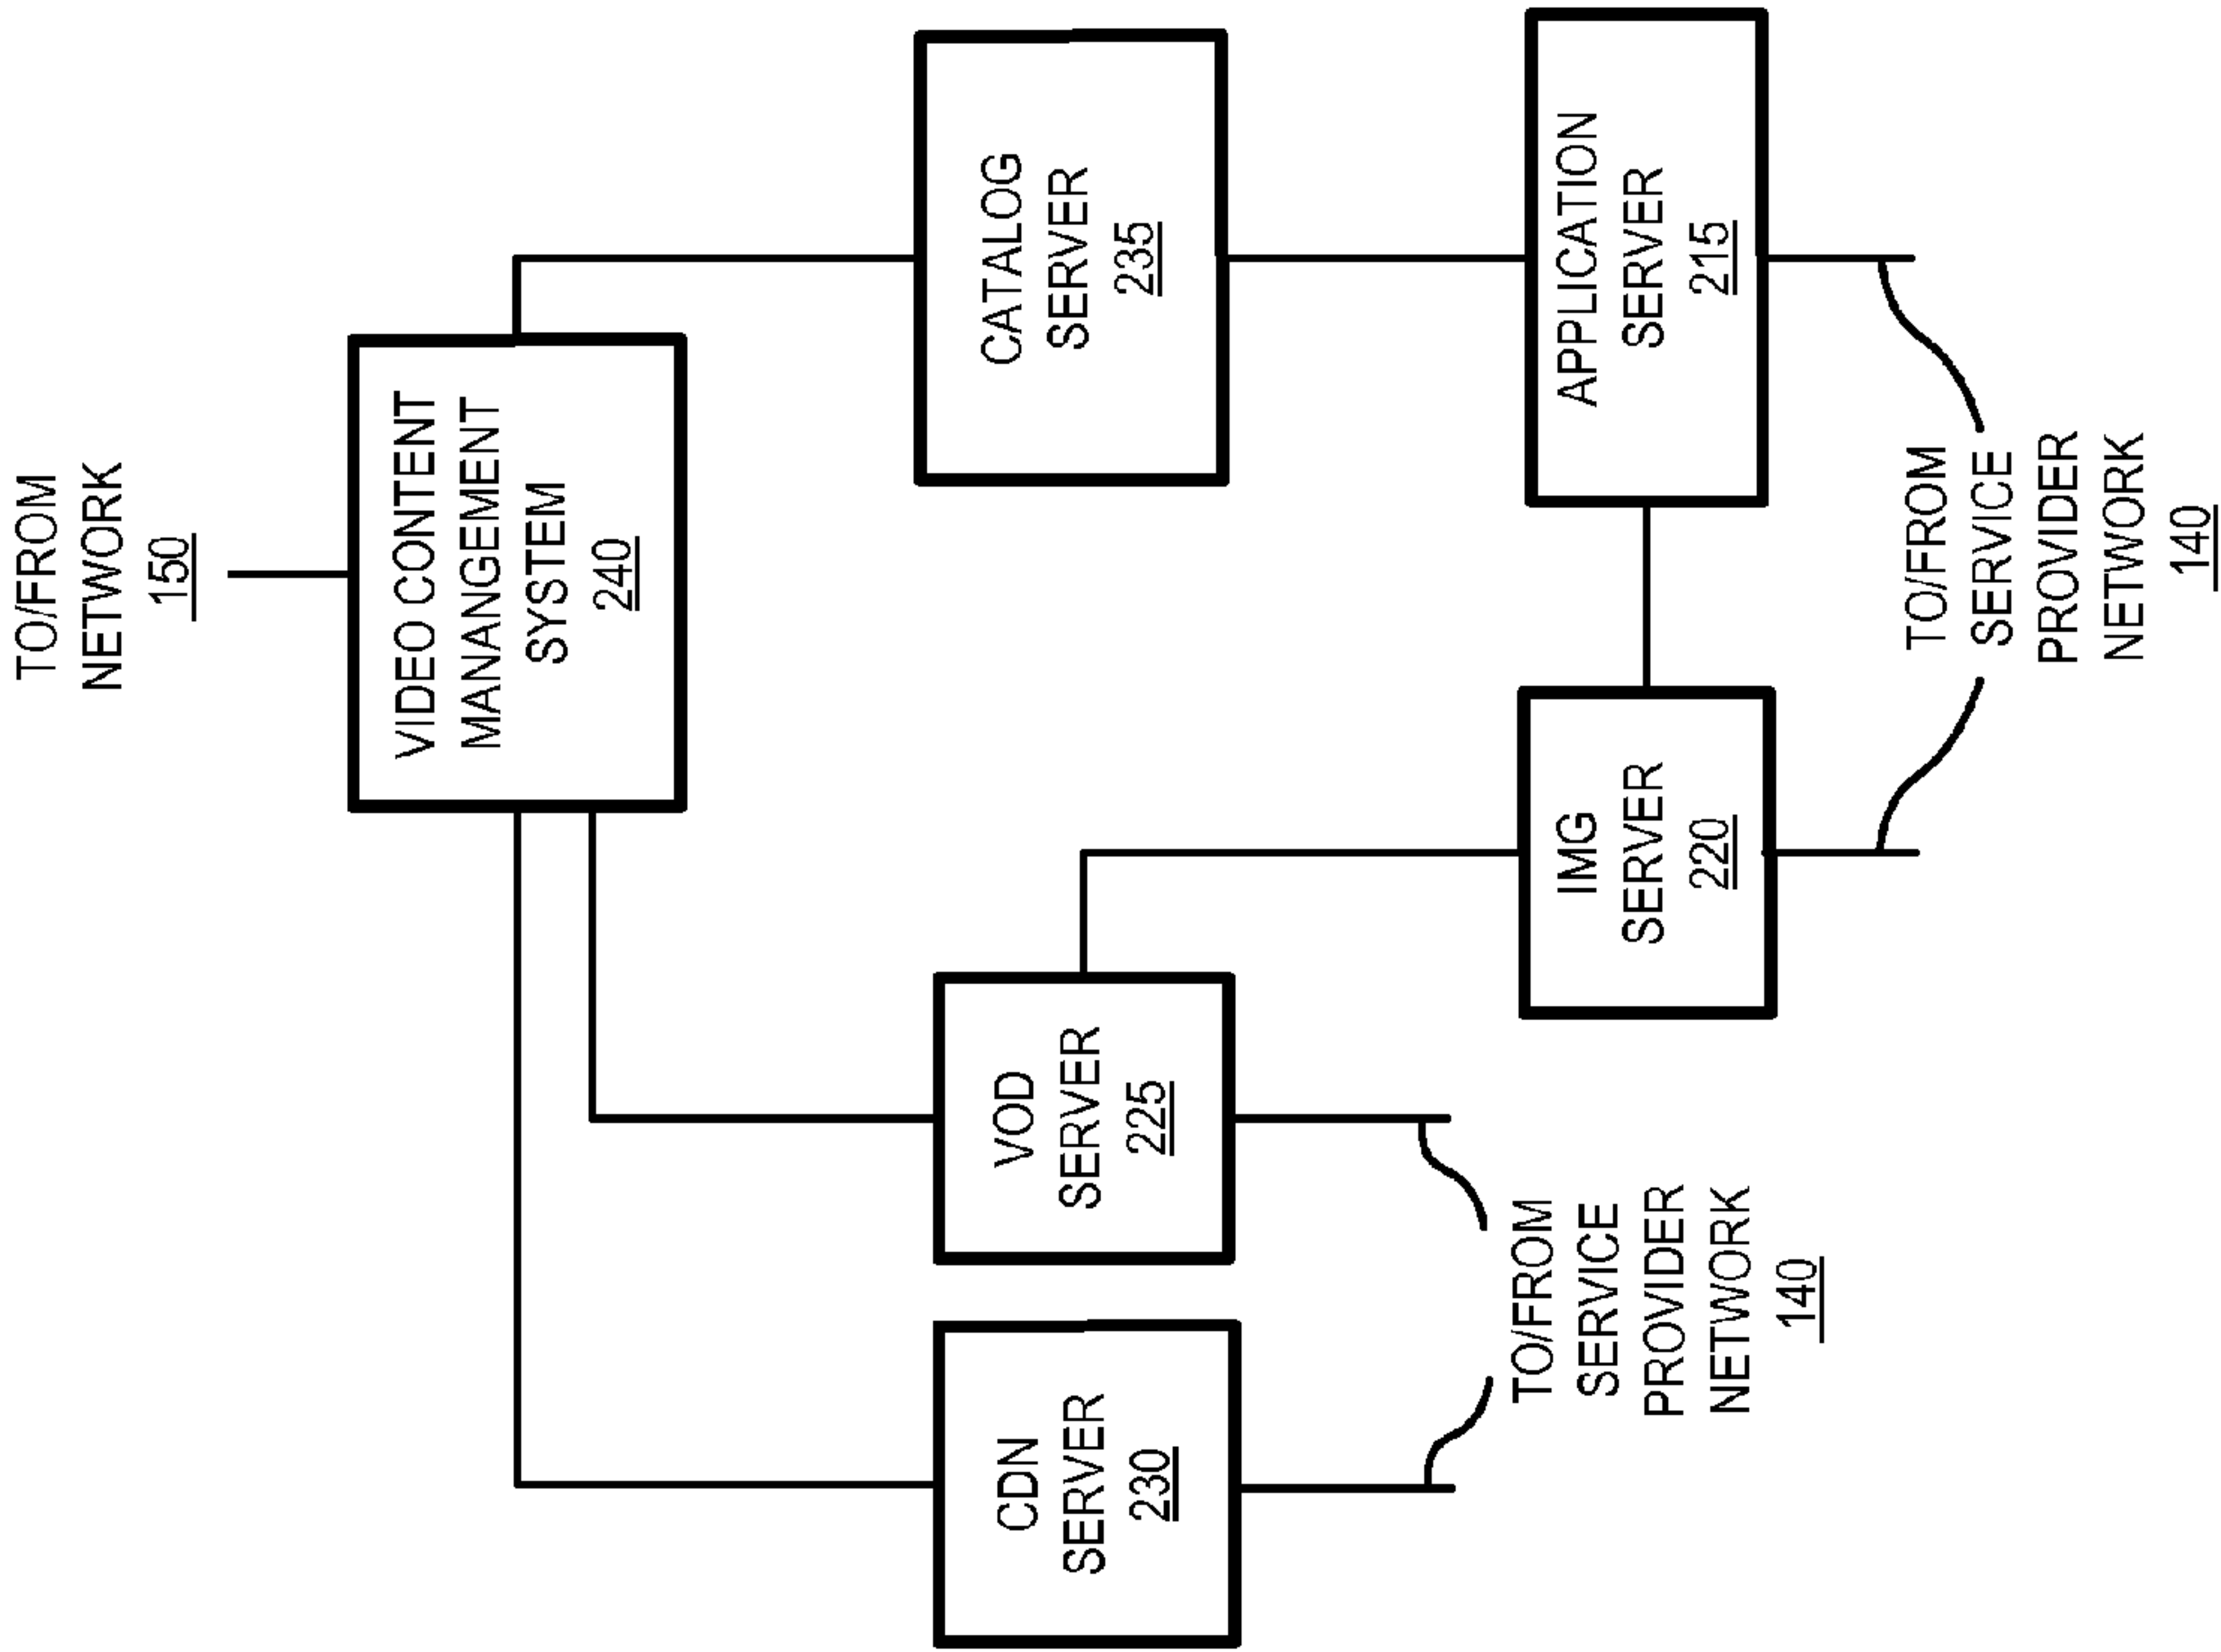 TO/FROM
NETWORK
150
VIDEO CONTENT
MANANGEMENT
SYSTEM
240
CATALOG
SERVER
235
VOD
SERVER
225
CDN
SERVER
230
APPLICATION
SERVER
215
IMG
SERVER
220
TO/FROM
SERVICE
PROVIDER
NETWORK
140
TO/FROM
SERVICE
PROVIDER
NETWORK
140